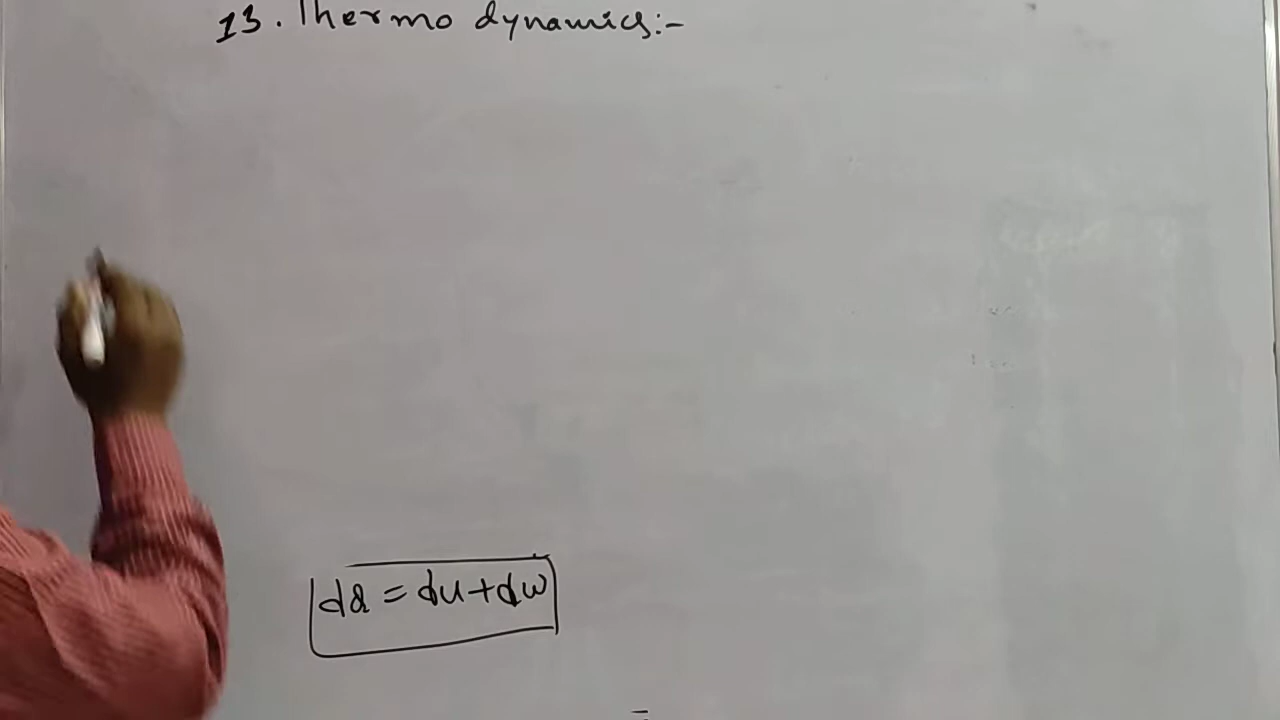 13. Thermo dynamics:-
dQ = du + dw
=